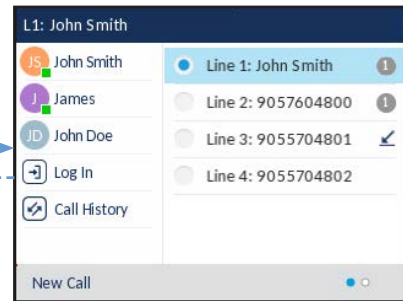 L1: John Smith
JS John Smith
J James
JD John Doe
Log In
Call History
Line 1: John Smith 1
Line 2: 9057604800 1
Line 3: 9055704801
Line 4: 9055704802
New Call